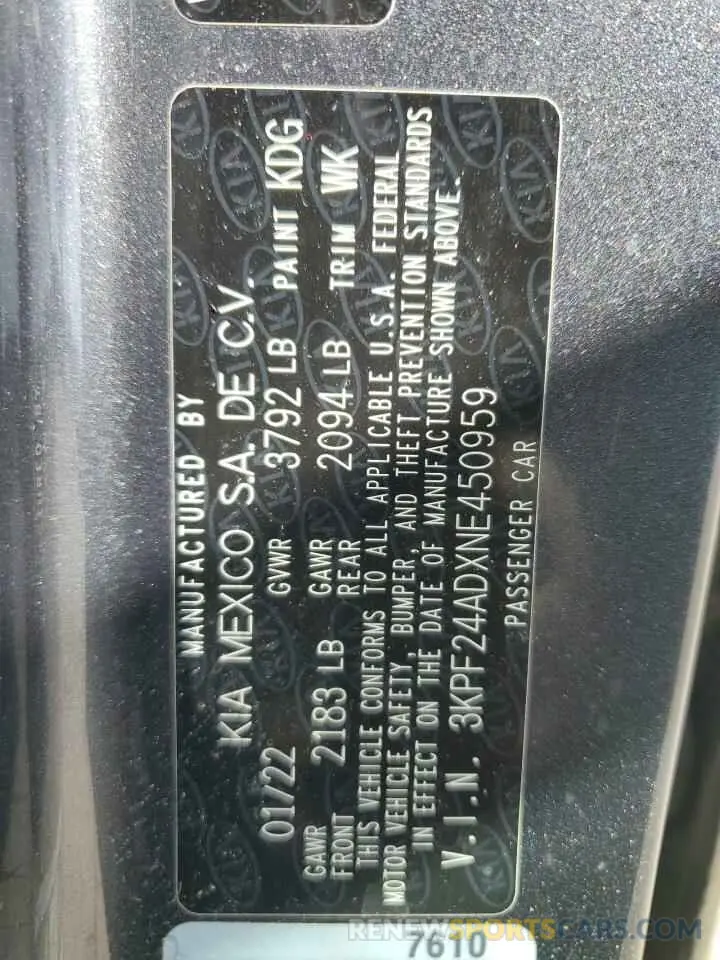 MANUFACTURED BY
KIA MEXICO S.A. DE C.V.
01/22 GVWR 3792 LB PAINT KDG
GAWR FRONT 2183 LB GAWR REAR 2094 LB TRIM WK
THIS VEHICLE CONFORMS TO ALL APPLICABLE U.S.A. FEDERAL
MOTOR VEHICLE SAFETY, BUMPER, AND THEFT PREVENTION STANDARDS
IN EFFECT ON THE DATE OF MANUFACTURE SHOWN ABOVE.
V.I.N. 3KPF24ADXNE450959
PASSENGER CAR
7610
RENEWSPORTSCARS.COM